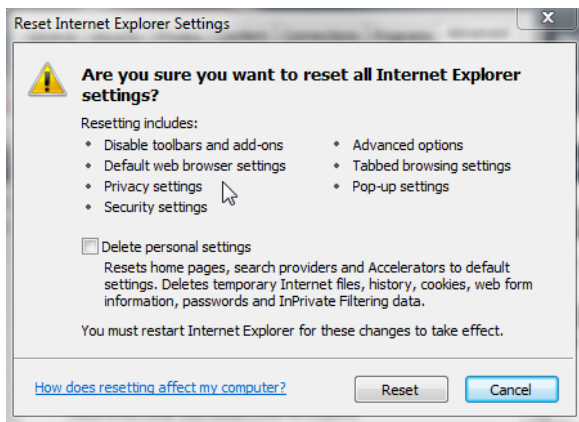 Reset Internet Explorer Settings
Are you sure you want to reset all Internet Explorer
settings?
Resetting includes:
• Disable toolbars and add-ons
• Default web browser settings
• Privacy settings
• Security settings
• Advanced options
• Tabbed browsing settings
• Pop-up settings
Delete personal settings
Resets home pages, search providers and Accelerators to default
settings. Deletes temporary Internet files, history, cookies, web form
information, passwords and InPrivate Filtering data.
You must restart Internet Explorer for these changes to take effect.
How does resetting affect my computer?
Reset
Cancel